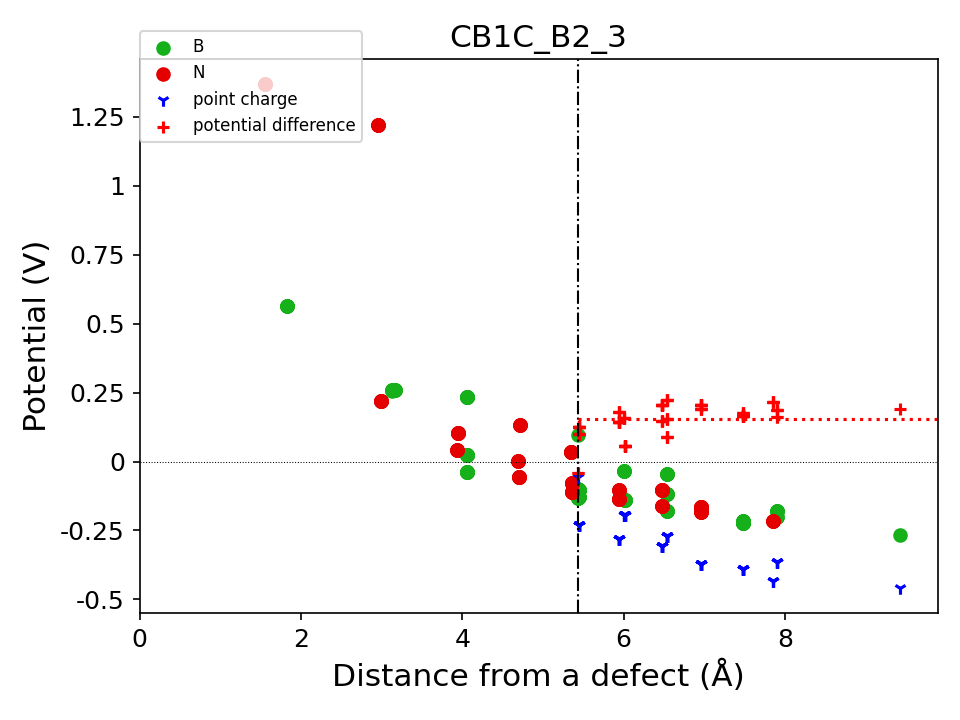 CB1C_B2_3
B
N
point charge
potential difference
1.25
1
0.75
0.5
0.25
0
-0.25
-0.5
Potential (V)
0 2 4 6 8
Distance from a defect (Å)